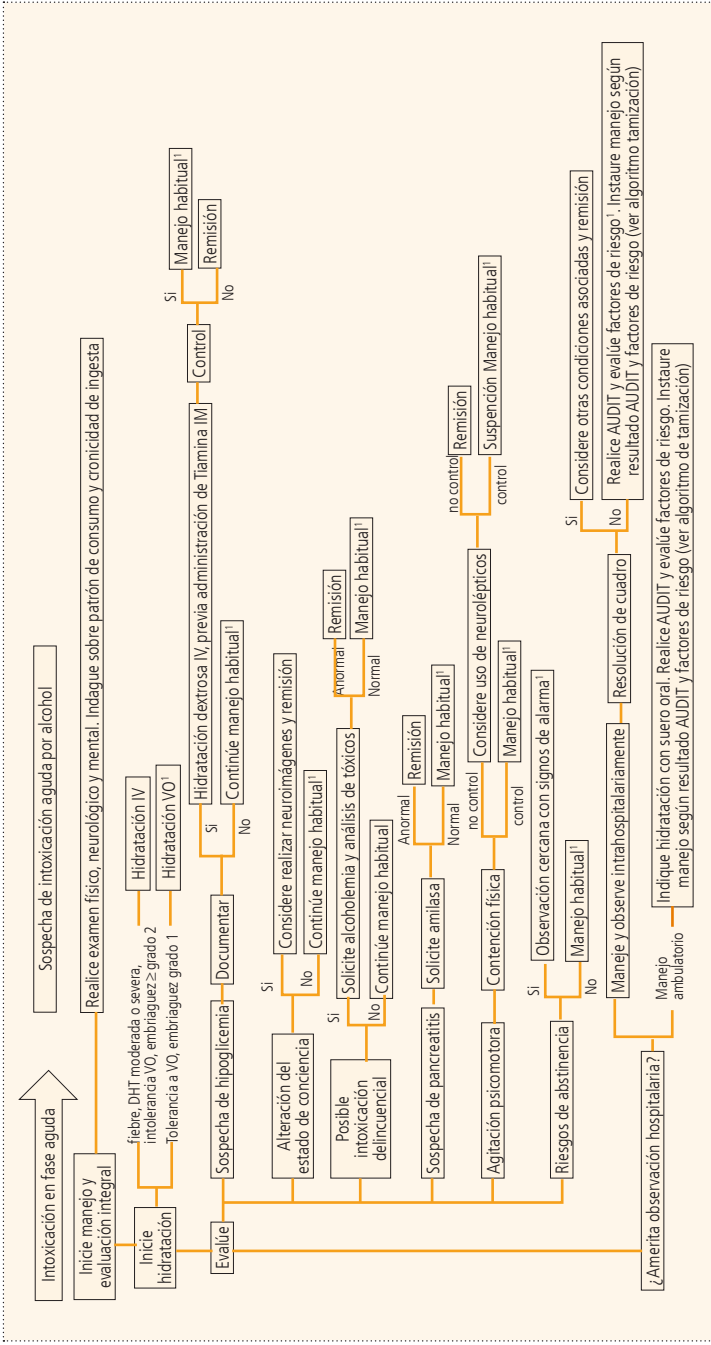 Intoxicación en fase aguda
Sospecha de intoxicación aguda por alcohol
Inicie manejo y
evaluación integral
Realice examen físico, neurológico y mental. Indague sobre patrón de consumo y cronicidad de ingesta
Inicie
hidratación
fiebre, DHT moderada o severa,
intolerancia VO, embriaguez ≥ grado 2
Hidratación IV
Tolerancia a VO, embriaguez grado 1
Hidratación VO¹
Evalúe
Sospecha de hipoglicemia
Documentar
Si
Hidratación dextrosa IV, previa administración de Tiamina IM
Control
Si
Manejo habitual¹
No
Remisión
No
Continúe manejo habitual¹
Alteración del
estado de conciencia
Si
Considere realizar neuroimágenes y remisión
No
Continúe manejo habitual¹
Posible
intoxicación
delincuencial
Si
Solicite alcoholemia y análisis de tóxicos
Anormal
Remisión
Normal
Manejo habitual¹
No
Continúe manejo habitual
Sospecha de pancreatitis
Solicite amilasa
Anormal
Remisión
Normal
Manejo habitual¹
Agitación psicomotora
Contención física
no control
Considere uso de neurolépticos
no control
Remisión
control
Suspención Manejo habitual¹
control
Manejo habitual¹
Riesgos de abstinencia
Si
Observación cercana con signos de alarma¹
No
Manejo habitual¹
¿Amerita observación hospitalaria?
Maneje y observe intrahospitalariamente
Resolución de cuadro
Si
Considere otras condiciones asociadas y remisión
No
Realice AUDIT y evalúe factores de riesgo¹. Instaure manejo según
resultado AUDIT y factores de riesgo (ver algoritmo tamización)
Manejo
ambulatorio
Indique hidratación con suero oral. Realice AUDIT y evalúe factores de riesgo. Instaure
manejo según resultado AUDIT y factores de riesgo (ver algoritmo de tamización)